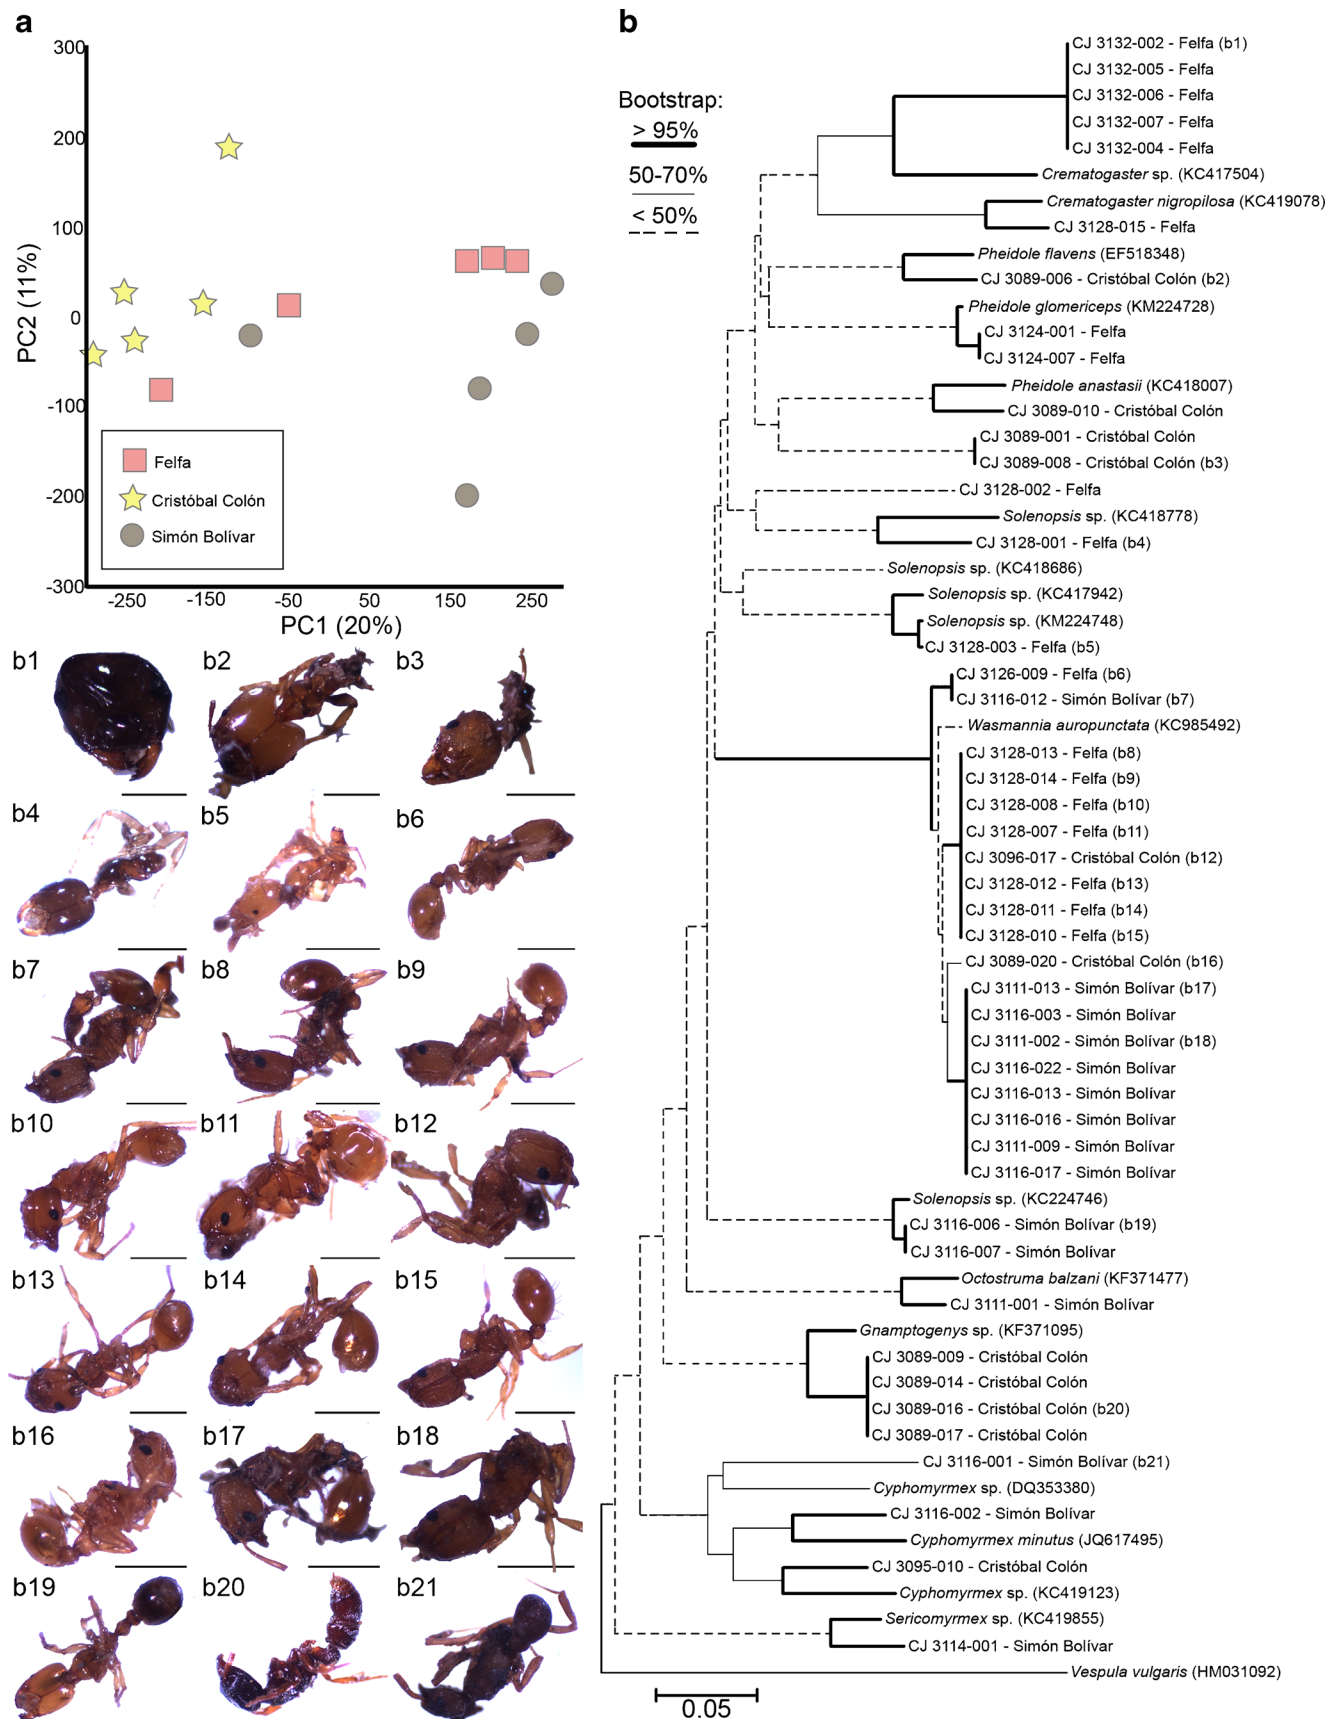 a
300
200
100
0
-100
-200
-300
PC2 (11%)
-250 -150 -50 50 150 250
PC1 (20%)
Felfa
Cristóbal Colón
Simón Bolívar
b1 b2 b3
b4 b5 b6
b7 b8 b9
b10 b11 b12
b13 b14 b15
b16 b17 b18
b19 b20 b21
b
Bootstrap:
> 95%
50-70%
< 50%
CJ 3132-002 - Felfa (b1)
CJ 3132-005 - Felfa
CJ 3132-006 - Felfa
CJ 3132-007 - Felfa
CJ 3132-004 - Felfa
Crematogaster sp. (KC417504)
Crematogaster nigropilosa (KC419078)
CJ 3128-015 - Felfa
Pheidole flavens (EF518348)
CJ 3089-006 - Cristóbal Colón (b2)
Pheidole glomericeps (KM224728)
CJ 3124-001 - Felfa
CJ 3124-007 - Felfa
Pheidole anastasii (KC418007)
CJ 3089-010 - Cristóbal Colón
CJ 3089-001 - Cristóbal Colón
CJ 3089-008 - Cristóbal Colón (b3)
CJ 3128-002 - Felfa
Solenopsis sp. (KC418778)
CJ 3128-001 - Felfa (b4)
Solenopsis sp. (KC418686)
Solenopsis sp. (KC417942)
Solenopsis sp. (KM224748)
CJ 3128-003 - Felfa (b5)
CJ 3126-009 - Felfa (b6)
CJ 3116-012 - Simón Bolívar (b7)
Wasmannia auropunctata (KC985492)
CJ 3128-013 - Felfa (b8)
CJ 3128-014 - Felfa (b9)
CJ 3128-008 - Felfa (b10)
CJ 3128-007 - Felfa (b11)
CJ 3096-017 - Cristóbal Colón (b12)
CJ 3128-012 - Felfa (b13)
CJ 3128-011 - Felfa (b14)
CJ 3128-010 - Felfa (b15)
CJ 3089-020 - Cristóbal Colón (b16)
CJ 3111-013 - Simón Bolívar (b17)
CJ 3116-003 - Simón Bolívar
CJ 3111-002 - Simón Bolívar (b18)
CJ 3116-022 - Simón Bolívar
CJ 3116-013 - Simón Bolívar
CJ 3116-016 - Simón Bolívar
CJ 3111-009 - Simón Bolívar
CJ 3116-017 - Simón Bolívar
Solenopsis sp. (KC224746)
CJ 3116-006 - Simón Bolívar (b19)
CJ 3116-007 - Simón Bolívar
Octostruma balzani (KF371477)
CJ 3111-001 - Simón Bolívar
Gnamptogenys sp. (KF371095)
CJ 3089-009 - Cristóbal Colón
CJ 3089-014 - Cristóbal Colón
CJ 3089-016 - Cristóbal Colón (b20)
CJ 3089-017 - Cristóbal Colón
CJ 3116-001 - Simón Bolívar (b21)
Cyphomyrmex sp. (DQ353380)
CJ 3116-002 - Simón Bolívar
Cyphomyrmex minutus (JQ617495)
CJ 3095-010 - Cristóbal Colón
Cyphomyrmex sp. (KC419123)
Sericomyrmex sp. (KC419855)
CJ 3114-001 - Simón Bolívar
Vespula vulgaris (HM031092)
0.05